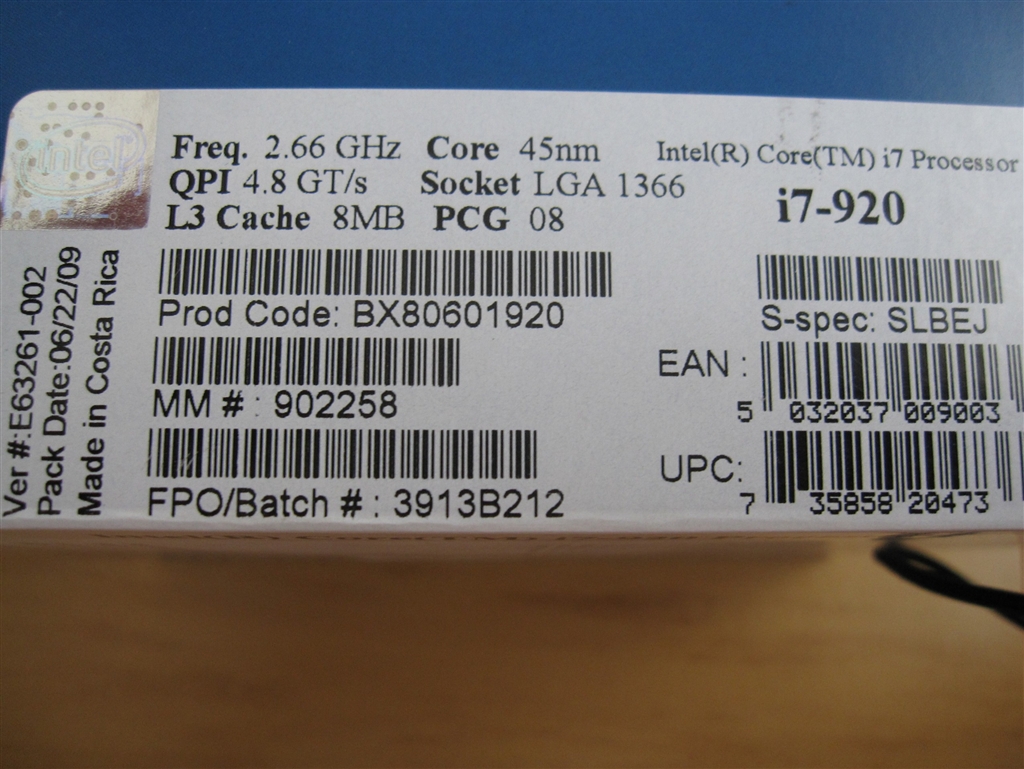 intel
Freq. 2.66 GHz Core 45nm
QPI 4.8 GT/s Socket LGA 1366
L3 Cache 8MB PCG 08
Intel(R) Core(TM) i7 Processor
i7-920
Prod Code: BX80601920
S-spec: SLBEJ
MM # : 902258
EAN :
5 032037 009003
FPO/Batch # : 3913B212
UPC:
7 35858 20473
Ver #:E63261-002
Pack Date:06/22/09
Made in Costa Rica